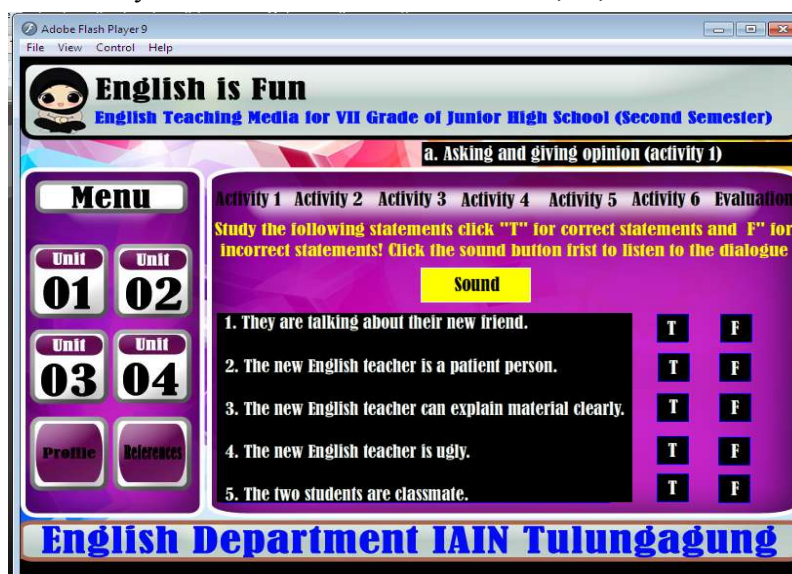 Adobe Flash Player 9
File View Control Help
English is Fun
English Teaching Media for VII Grade of Junior High School (Second Semester)
a. Asking and giving opinion (activity 1)
Menu
Activity 1 Activity 2 Activity 3 Activity 4 Activity 5 Activity 6 Evaluation
Study the following statements click "T" for correct statements and F" for
incorrect statements! Click the sound button frist to listen to the dialogue
Sound
Unit 01
Unit 02
Unit 03
Unit 04
Profile
References
1. They are talking about their new friend. T F
2. The new English teacher is a patient person. T F
3. The new English teacher can explain material clearly. T F
4. The new English teacher is ugly. T F
5. The two students are classmate. T F
English Department IAIN Tulungagung